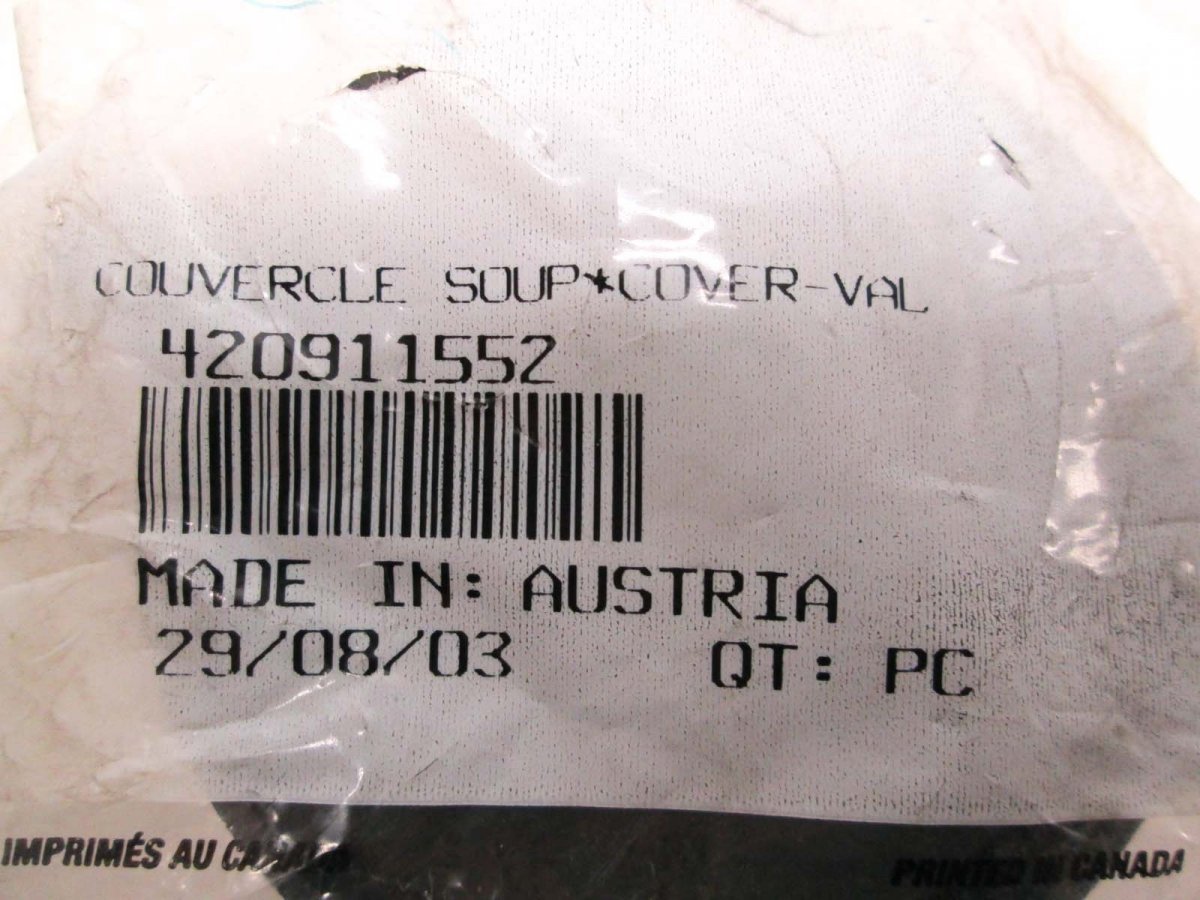 COUVERCLE SOUP*COVER-VAL
420911552
MADE IN: AUSTRIA
29/08/03 QT: PC
IMPRIMÉS AU CANADA
PRINTED IN CANADA